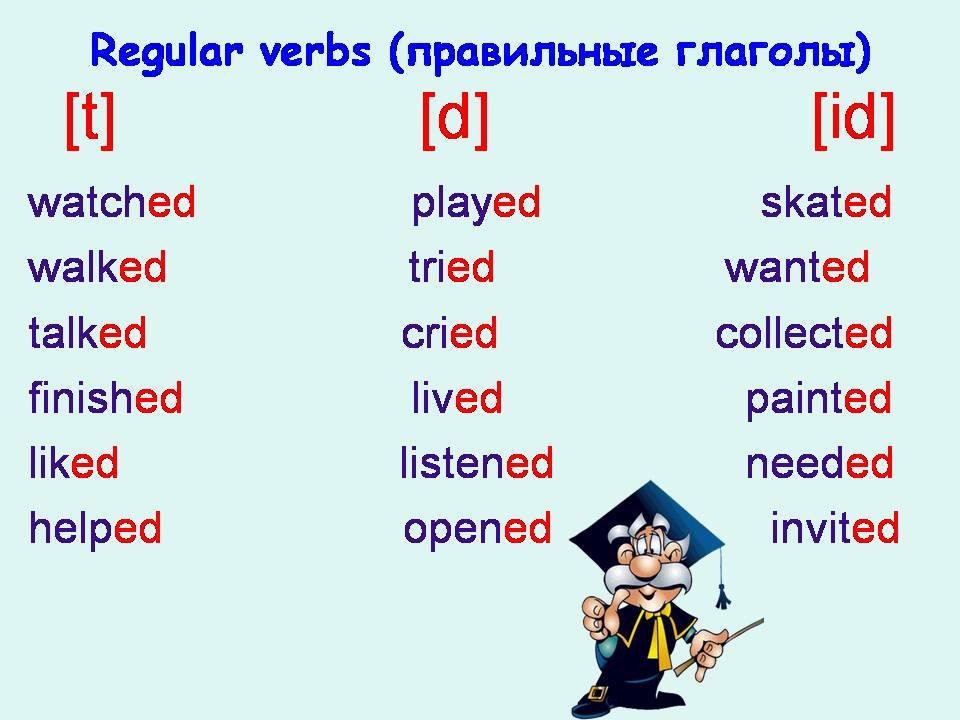 Regular verbs (правильные глаголы)
[t] [d] [id]
watched played skated
walked tried wanted
talked cried collected
finished lived painted
liked listened needed
helped opened invited